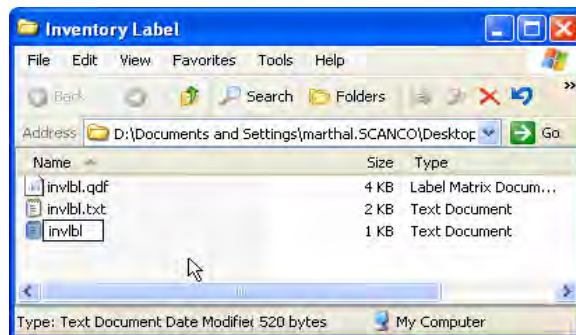 Inventory Label
File Edit View Favorites Tools Help
Back Search Folders »
Address D:\Documents and Settings\marthal.SCANCO\Desktop Go
Name Size Type
invlbl.qdf 4 KB Label Matrix Docum...
invlbl.txt 2 KB Text Document
invlbl 1 KB Text Document
Type: Text Document Date Modifie 520 bytes My Computer